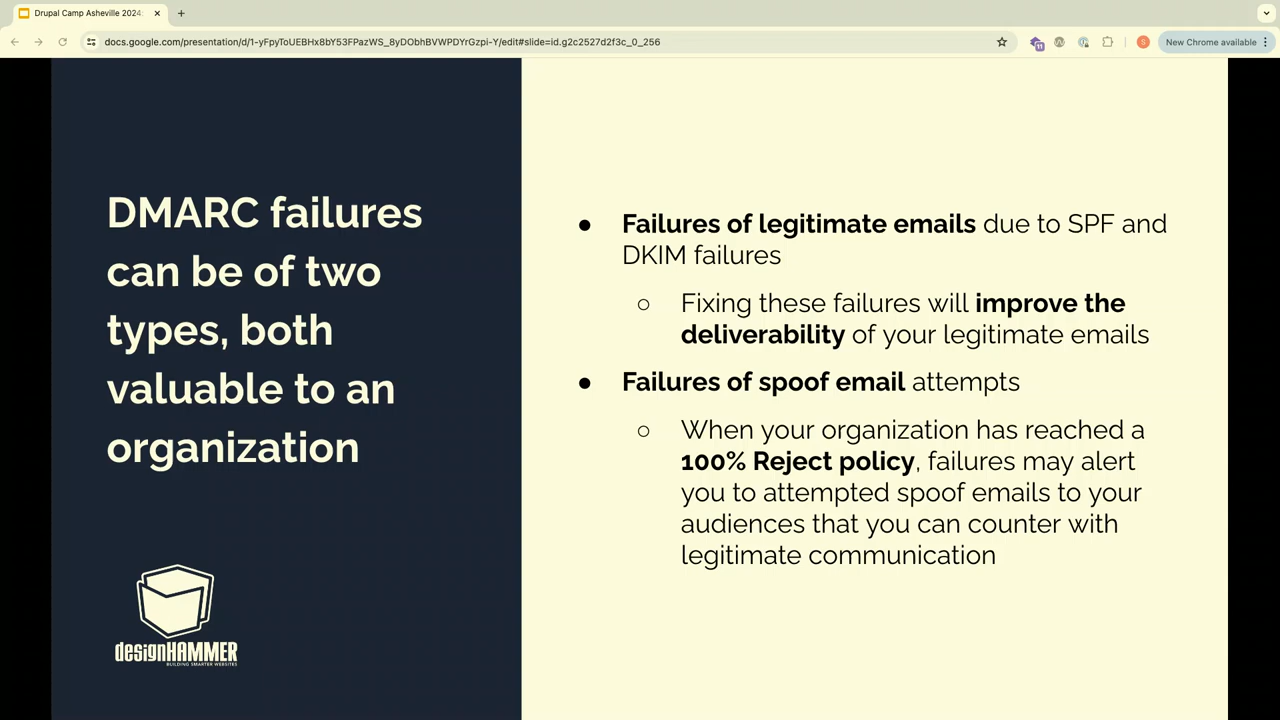 Drupal Camp Asheville 2024:
docs.google.com/presentation/d/1-yFpyToUEBHx8bY53FPazWS_8yDObhBVWPDYrGzpi-Y/edit#slide=id.g2c2527d2f3c_0_256
11
S
New Chrome available
DMARC failures
can be of two
types, both
valuable to an
organization
designHAMMER
BUILDING SMARTER WEBSITES
● Failures of legitimate emails due to SPF and
DKIM failures
○ Fixing these failures will improve the
deliverability of your legitimate emails
● Failures of spoof email attempts
○ When your organization has reached a
100% Reject policy, failures may alert
you to attempted spoof emails to your
audiences that you can counter with
legitimate communication